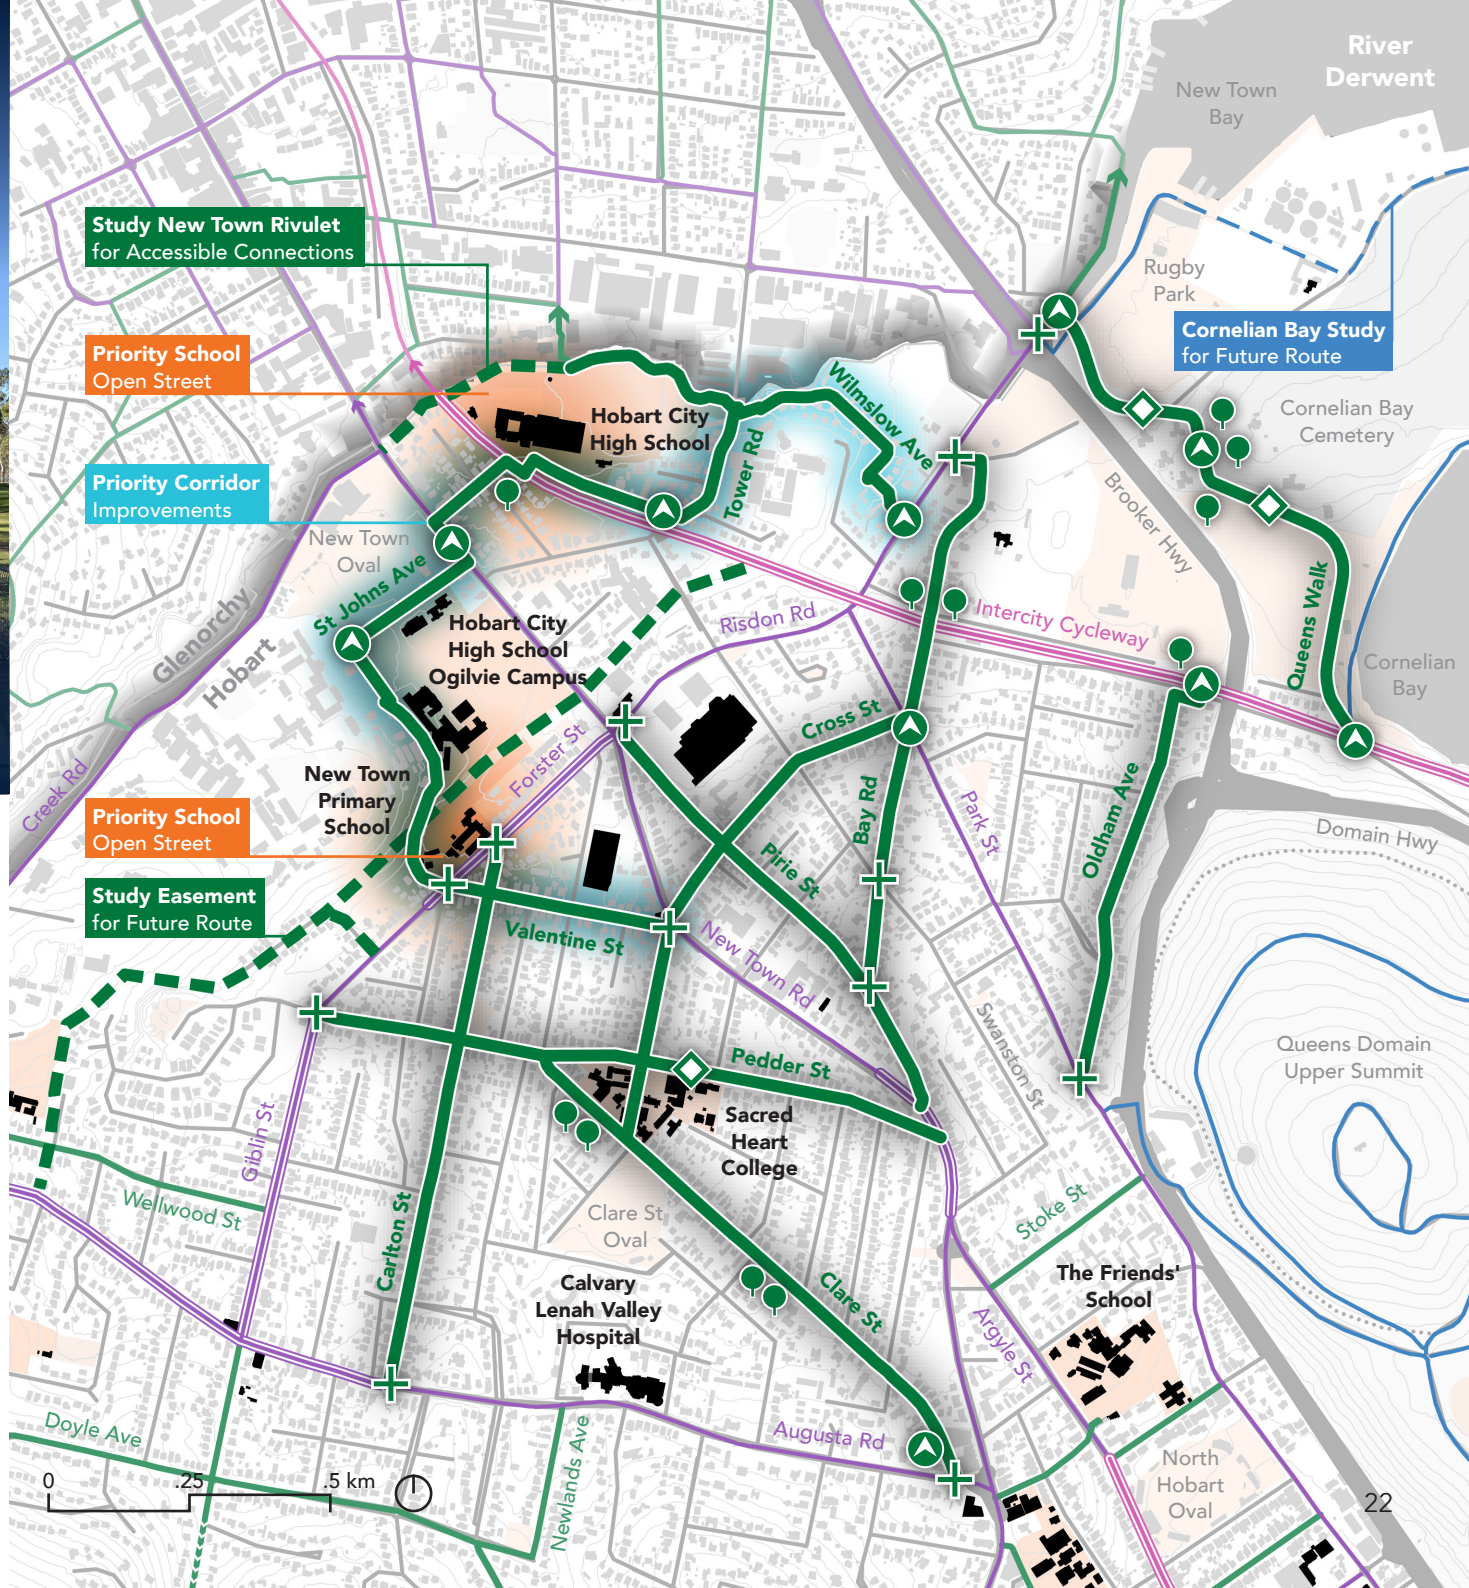 River
Derwent
New Town
Bay
Study New Town Rivulet
for Accessible Connections
Rugby
Park
Cornelian Bay Study
for Future Route
Priority School
Open Street
Cornelian Bay
Cemetery
Hobart City
High School
Wilmslow Ave
Tower Rd
Brooker Hwy
Priority Corridor
Improvements
New Town
Oval
St Johns Ave
Glenorchy
Hobart
Hobart City
High School
Ogilvie Campus
Risdon Rd
Intercity Cycleway
Queens Walk
Cornelian
Bay
Cross St
Forster St
Creek Rd
New Town
Primary
School
Priority School
Open Street
Bay Rd
Park St
Oldham Ave
Domain Hwy
Pirie St
Study Easement
for Future Route
Valentine St
New Town Rd
Swanston St
Queens Domain
Upper Summit
Pedder St
Sacred
Heart
College
Giblin St
Wellwood St
Carlton St
Clare St
Oval
Stoke St
The Friends'
School
Calvary
Lenah Valley
Hospital
Clare St
Argyle St
Doyle Ave
Newlands Ave
Augusta Rd
North
Hobart
Oval
0 .25 .5 km
22